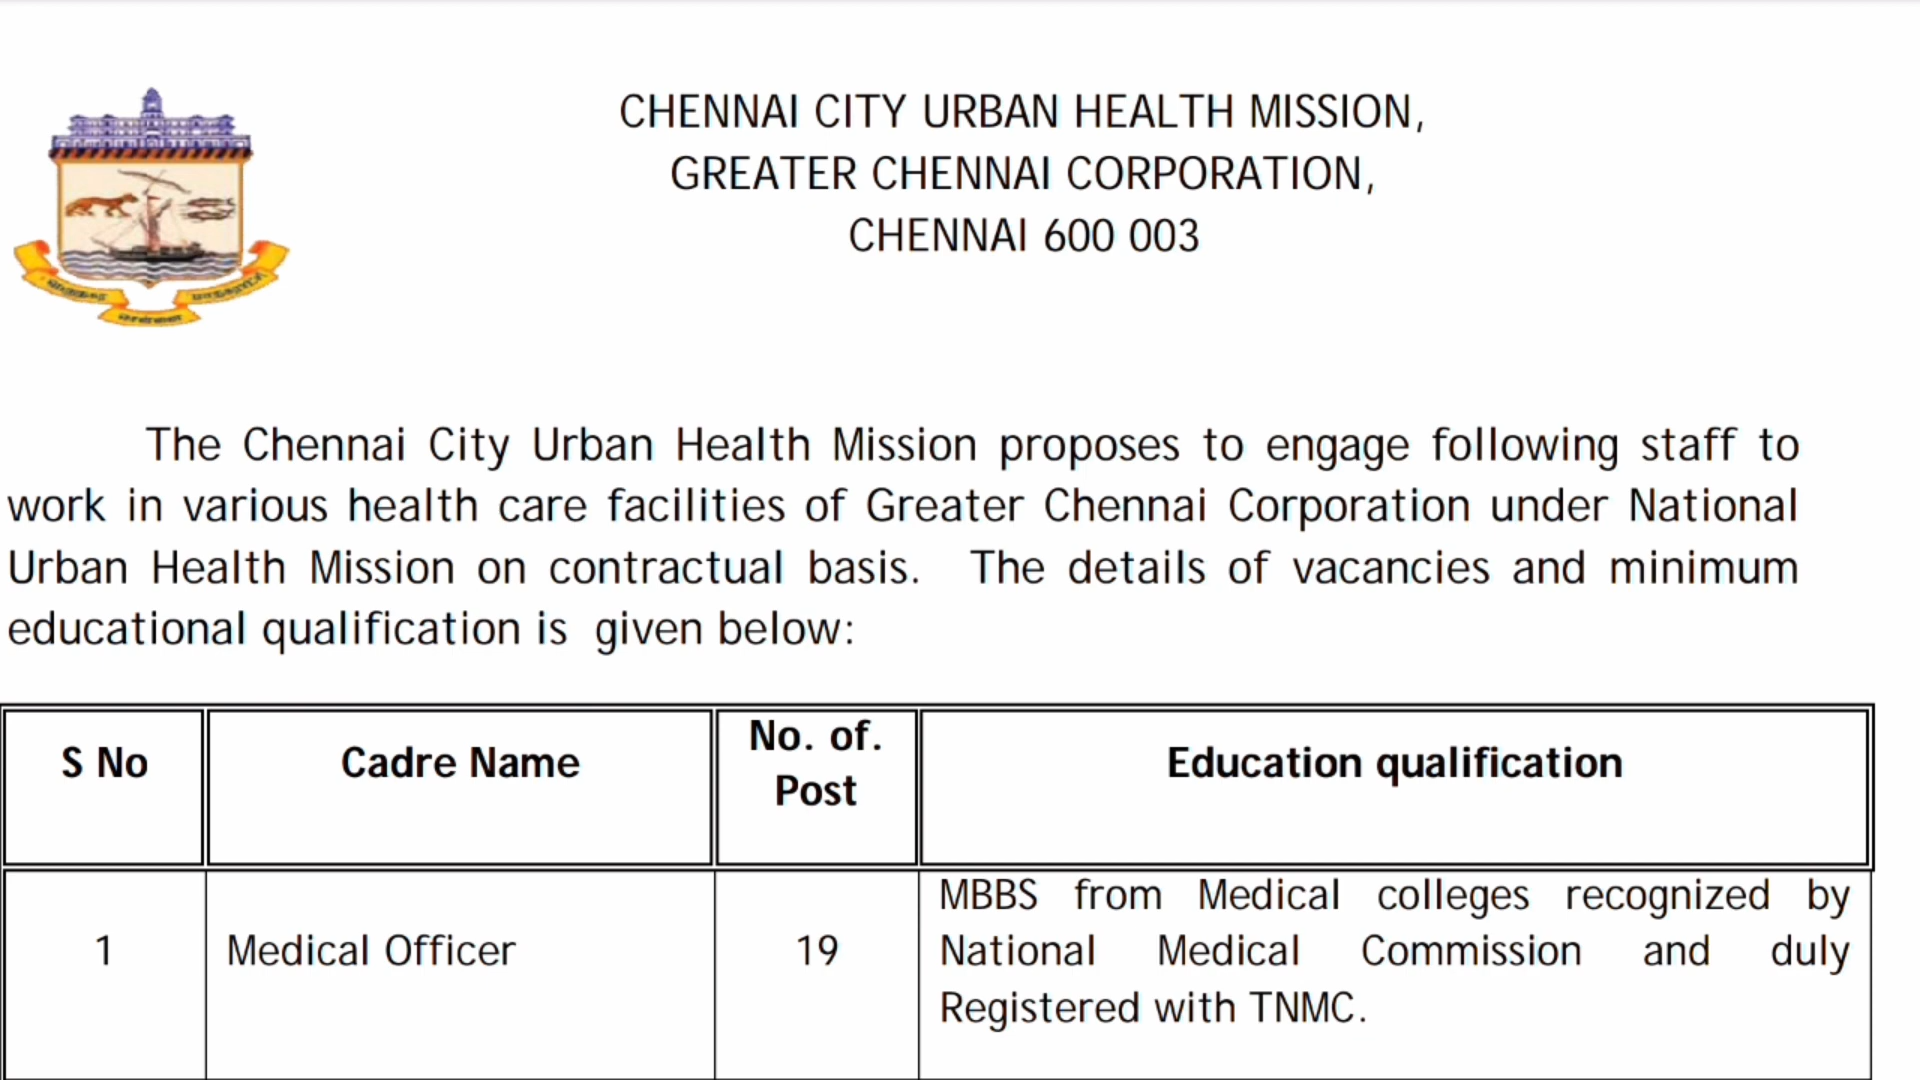 CHENNAI CITY URBAN HEALTH MISSION,
GREATER CHENNAI CORPORATION,
CHENNAI 600 003
The Chennai City Urban Health Mission proposes to engage following staff to
work in various health care facilities of Greater Chennai Corporation under National
Urban Health Mission on contractual basis. The details of vacancies and minimum
educational qualification is given below:
S No
Cadre Name
No. of.
Post
Education qualification
1
Medical Officer
19
MBBS from Medical colleges recognized by
National Medical Commission and duly
Registered with TNMC.